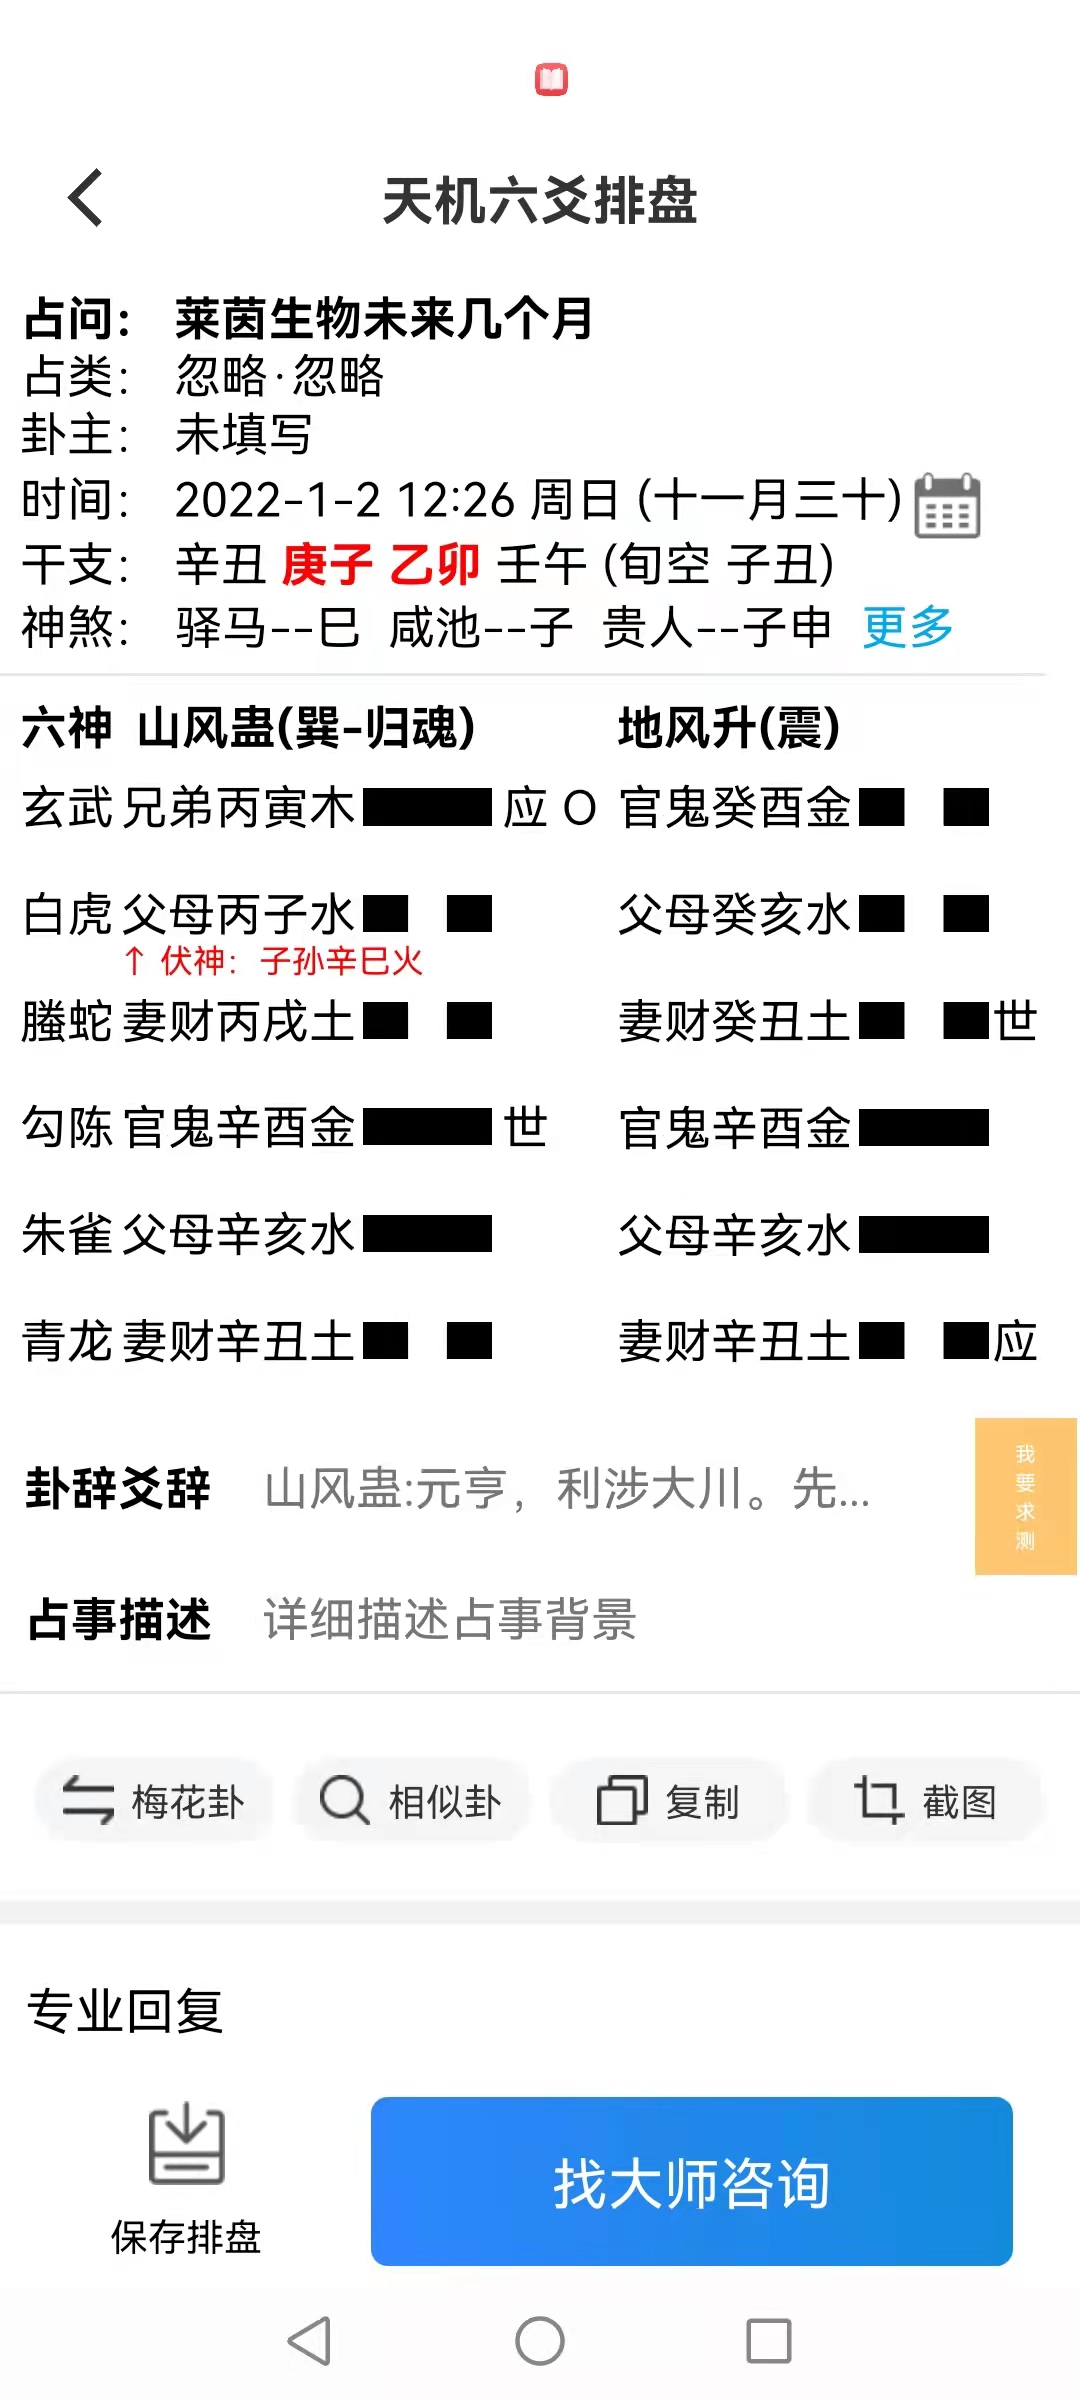 天机六爻排盘
占问： 莱茵生物未来几个月
占类： 忽略·忽略
卦主： 未填写
时间： 2022-1-2 12:26 周日 (十一月三十)
干支： 辛丑 庚子 乙卯 壬午 (旬空 子丑)
神煞： 驿马--巳 咸池--子 贵人--子申 更多
六神 山风蛊(巽-归魂) 地风升(震)
玄武 兄弟丙寅木 应 O 官鬼癸酉金
白虎 父母丙子水 父母癸亥水
↑ 伏神：子孙辛巳火
螣蛇 妻财丙戌土 妻财癸丑土 世
勾陈 官鬼辛酉金 世 官鬼辛酉金
朱雀 父母辛亥水 父母辛亥水
青龙 妻财辛丑土 妻财辛丑土 应
卦辞爻辞 山风蛊:元亨，利涉大川。先...
我要求测
占事描述 详细描述占事背景
梅花卦 相似卦 复制 截图
专业回复
保存排盘
找大师咨询